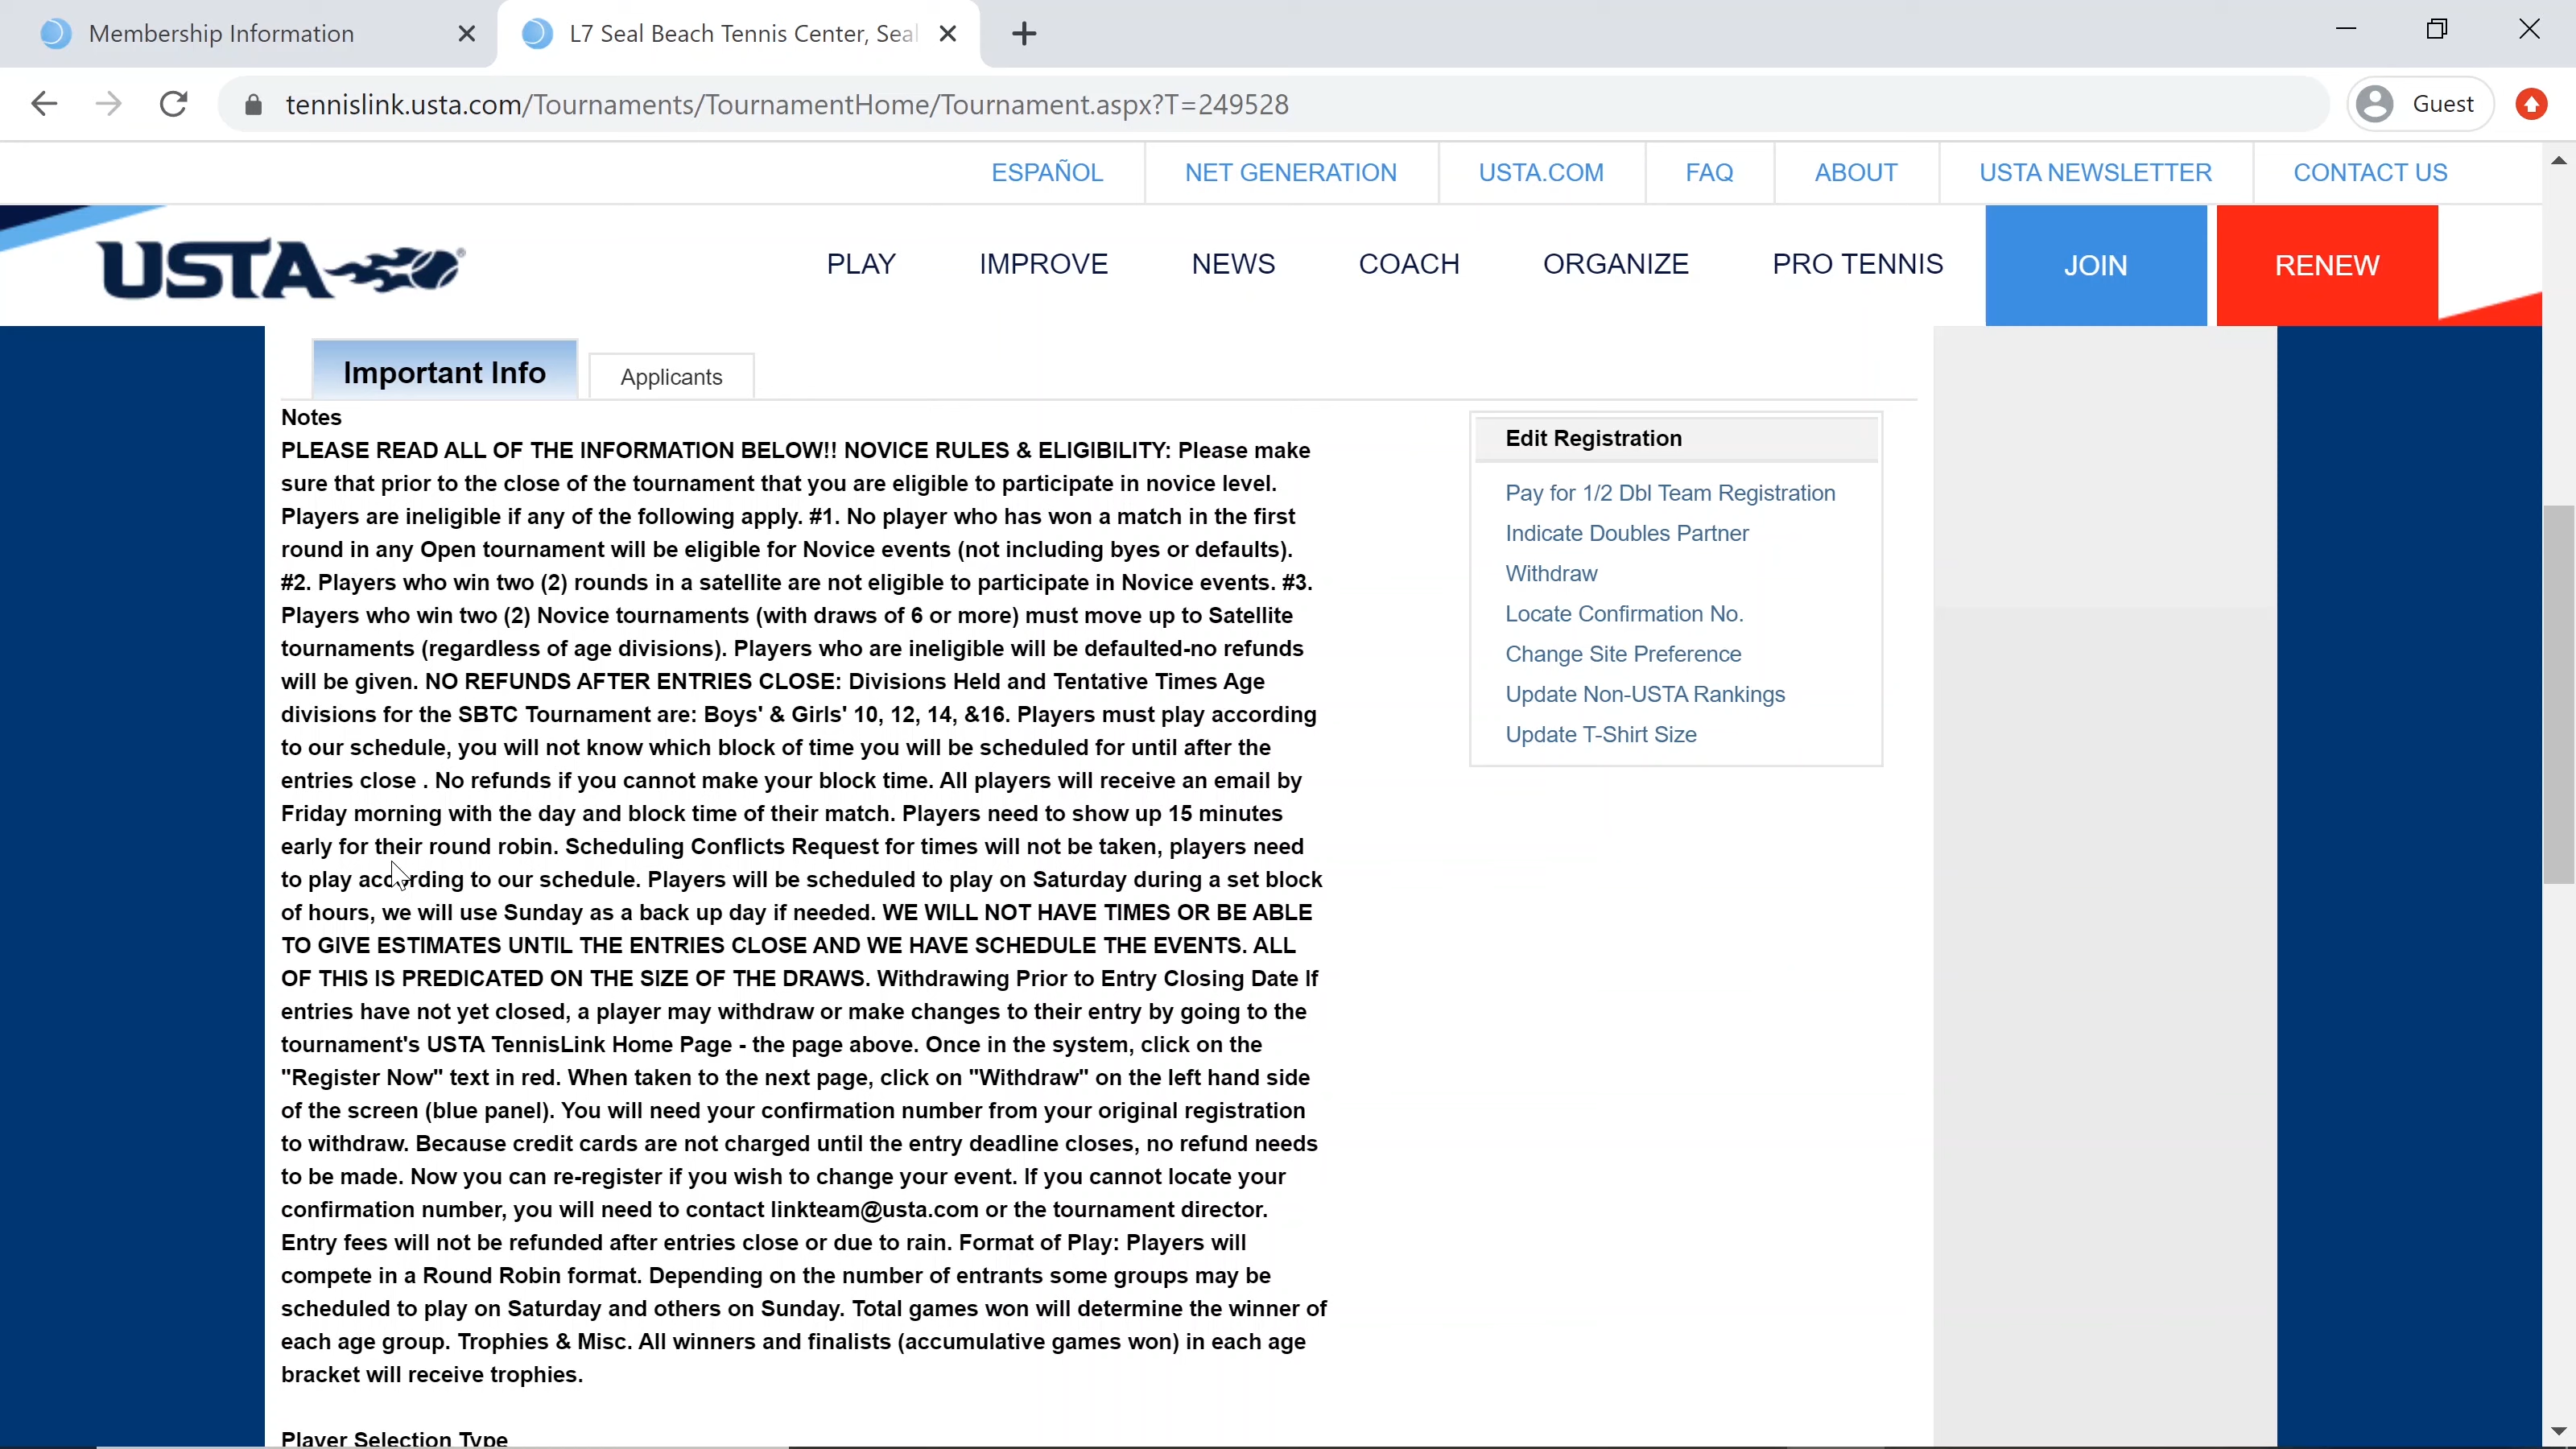 Membership Information
L7 Seal Beach Tennis Center, Seal
tennislink.usta.com/Tournaments/TournamentHome/Tournament.aspx?T=249528
Guest
ESPAÑOL
NET GENERATION
USTA.COM
FAQ
ABOUT
USTA NEWSLETTER
CONTACT US
USTA
PLAY
IMPROVE
NEWS
COACH
ORGANIZE
PRO TENNIS
JOIN
RENEW
Important Info
Applicants
Notes
PLEASE READ ALL OF THE INFORMATION BELOW!! NOVICE RULES & ELIGIBILITY: Please make
sure that prior to the close of the tournament that you are eligible to participate in novice level.
Players are ineligible if any of the following apply. #1. No player who has won a match in the first
round in any Open tournament will be eligible for Novice events (not including byes or defaults).
#2. Players who win two (2) rounds in a satellite are not eligible to participate in Novice events. #3.
Players who win two (2) Novice tournaments (with draws of 6 or more) must move up to Satellite
tournaments (regardless of age divisions). Players who are ineligible will be defaulted-no refunds
will be given. NO REFUNDS AFTER ENTRIES CLOSE: Divisions Held and Tentative Times Age
divisions for the SBTC Tournament are: Boys' & Girls' 10, 12, 14, &16. Players must play according
to our schedule, you will not know which block of time you will be scheduled for until after the
entries close . No refunds if you cannot make your block time. All players will receive an email by
Friday morning with the day and block time of their match. Players need to show up 15 minutes
early for their round robin. Scheduling Conflicts Request for times will not be taken, players need
to play according to our schedule. Players will be scheduled to play on Saturday during a set block
of hours, we will use Sunday as a back up day if needed. WE WILL NOT HAVE TIMES OR BE ABLE
TO GIVE ESTIMATES UNTIL THE ENTRIES CLOSE AND WE HAVE SCHEDULE THE EVENTS. ALL
OF THIS IS PREDICATED ON THE SIZE OF THE DRAWS. Withdrawing Prior to Entry Closing Date If
entries have not yet closed, a player may withdraw or make changes to their entry by going to the
tournament's USTA TennisLink Home Page - the page above. Once in the system, click on the
"Register Now" text in red. When taken to the next page, click on "Withdraw" on the left hand side
of the screen (blue panel). You will need your confirmation number from your original registration
to withdraw. Because credit cards are not charged until the entry deadline closes, no refund needs
to be made. Now you can re-register if you wish to change your event. If you cannot locate your
confirmation number, you will need to contact linkteam@usta.com or the tournament director.
Entry fees will not be refunded after entries close or due to rain. Format of Play: Players will
compete in a Round Robin format. Depending on the number of entrants some groups may be
scheduled to play on Saturday and others on Sunday. Total games won will determine the winner of
each age group. Trophies & Misc. All winners and finalists (accumulative games won) in each age
bracket will receive trophies.
Player Selection Type
Edit Registration
Pay for 1/2 Dbl Team Registration
Indicate Doubles Partner
Withdraw
Locate Confirmation No.
Change Site Preference
Update Non-USTA Rankings
Update T-Shirt Size